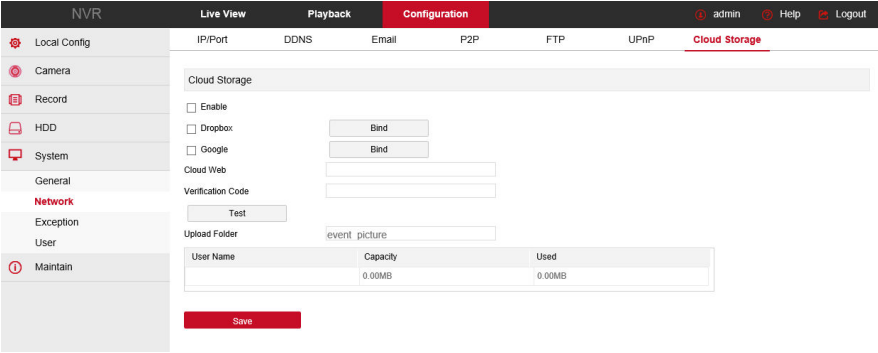 NVR Live View Playback Configuration admin Help Logout
Local Config IP/Port DDNS Email P2P FTP UPnP Cloud Storage
Camera
Cloud Storage
Record
Enable
HDD
Dropbox Bind
Google Bind
System
Cloud Web
General
Verification Code
Network
Test
Exception
Upload Folder event_picture
User
User Name Capacity Used
Maintain
0.00MB 0.00MB
Save